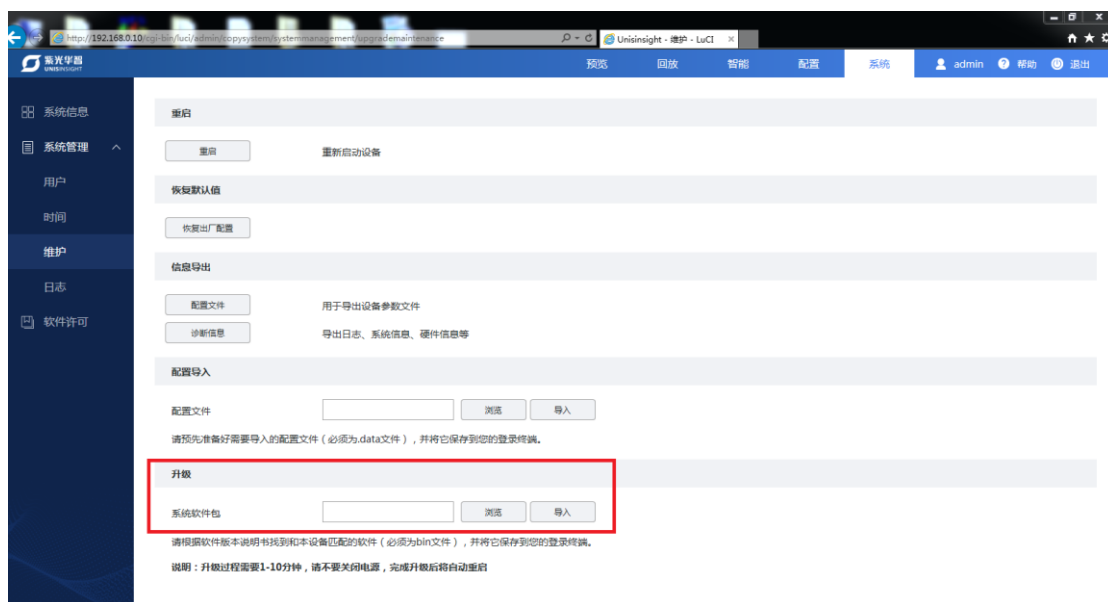 http://192.168.0.10/cgi-bin/luci/admin/copysystem/systemmanagement/upgrademaintenance
Unisinsight - 维护 - LuCI
紫光华智
UNISINSIGHT
预览 回放 智能 配置 系统 admin 帮助 退出
系统信息
系统管理
用户
时间
维护
日志
软件许可
重启
重启 重新启动设备
恢复默认值
恢复出厂配置
信息导出
配置文件 用于导出设备参数文件
诊断信息 导出日志、系统信息、硬件信息等
配置导入
配置文件 浏览 导入
请预先准备好需要导入的配置文件（必须为.data文件），并将它保存到您的登录终端。
升级
系统软件包 浏览 导入
请根据软件版本说明书找到和本设备匹配的软件（必须为bin文件），并将它保存到您的登录终端。
说明：升级过程需要1-10分钟，请不要关闭电源，完成升级后将自动重启